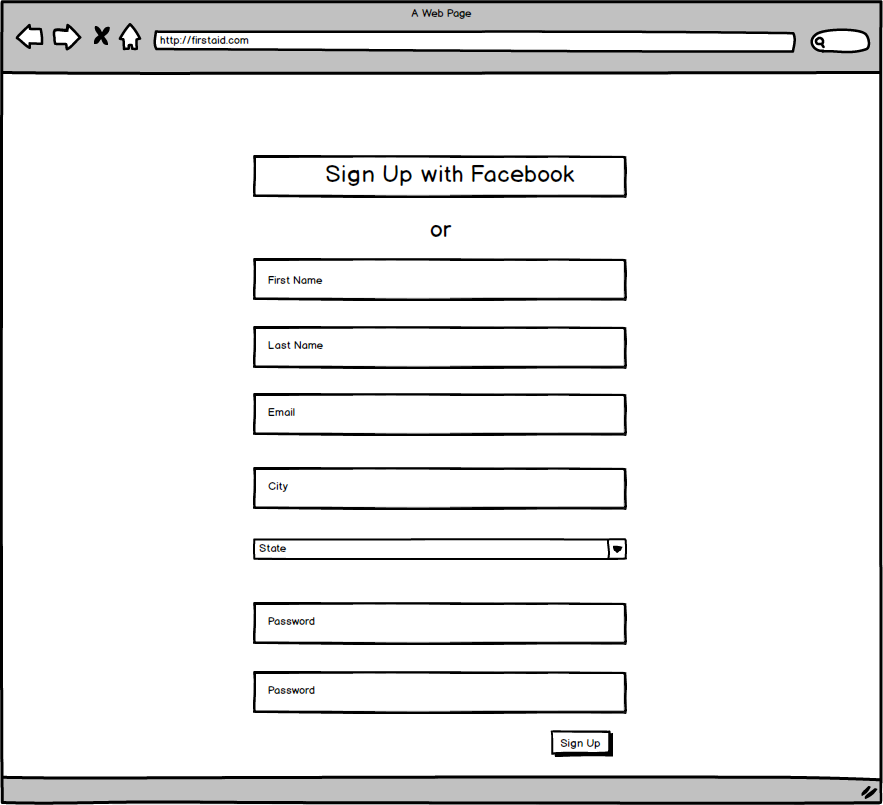 A Web Page
http://firstaid.com
Sign Up with Facebook
or
First Name
Last Name
Email
City
State
Password
Password
Sign Up